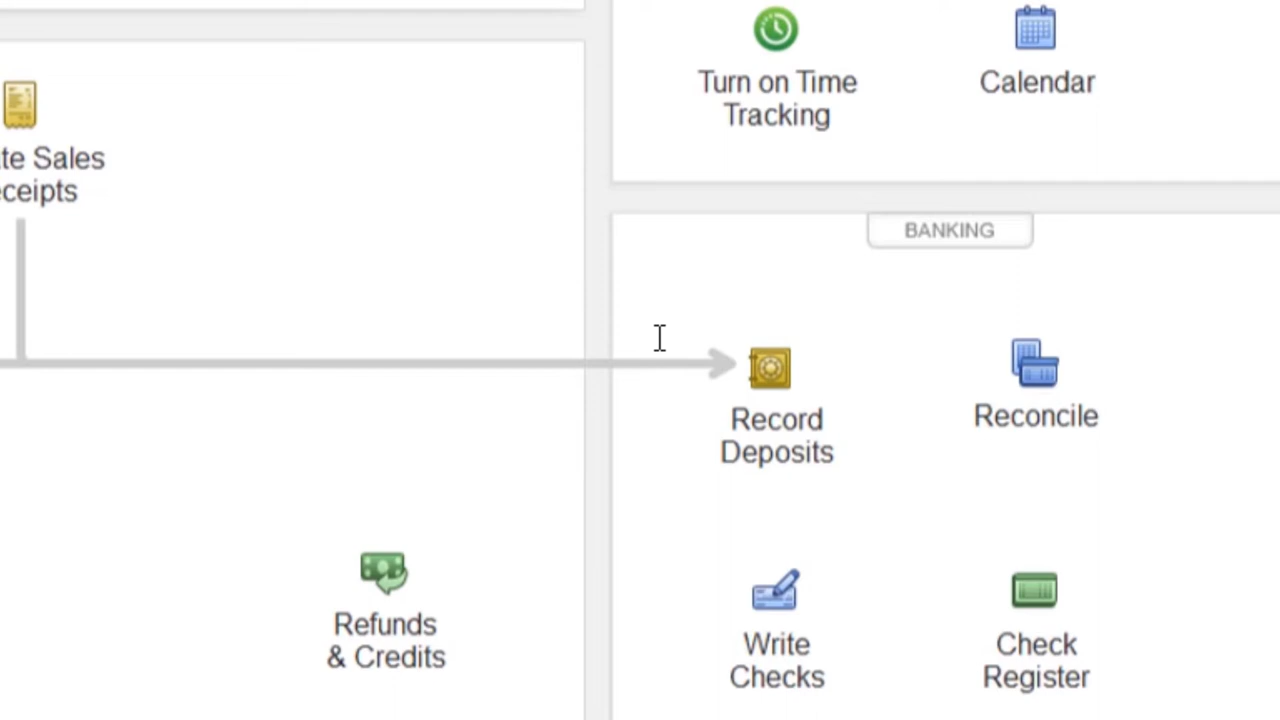 Turn on Time
Tracking
Calendar
te Sales
ceipts
BANKING
Record
Deposits
Reconcile
Refunds
& Credits
Write
Checks
Check
Register